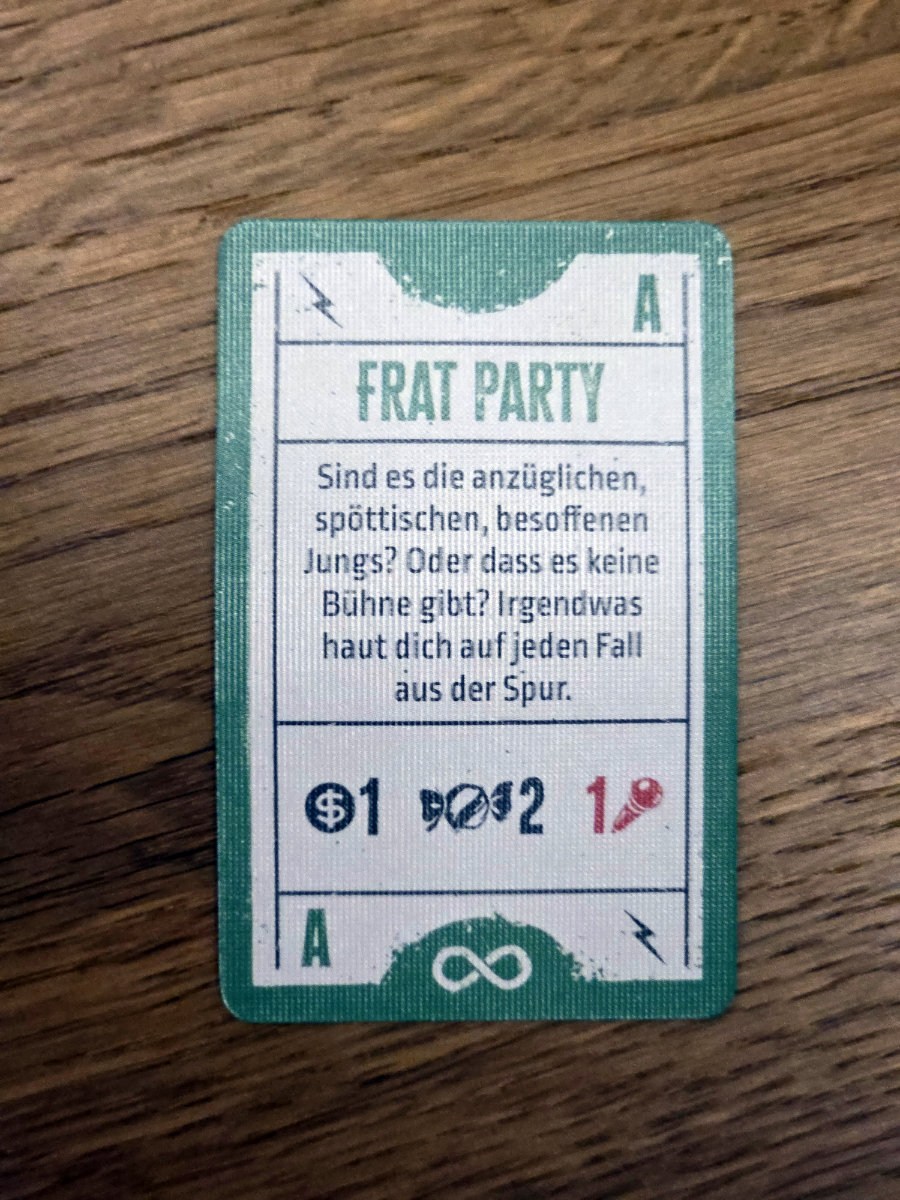 A
FRAT PARTY
Sind es die anzüglichen,
spöttischen, besoffenen
Jungs? Oder dass es keine
Bühne gibt? Irgendwas
haut dich auf jeden Fall
aus der Spur.
$1 2 1
A